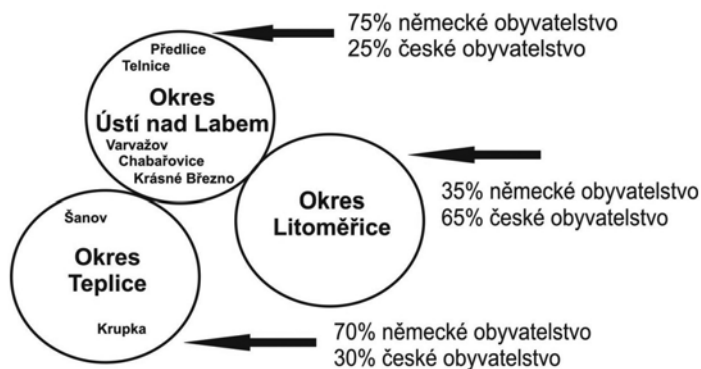 75% německé obyvatelstvo
25% české obyvatelstvo
Předlice
Telnice
Okres
Ústí nad Labem
Varvažov
Chabařovice
Krásné Březno
35% německé obyvatelstvo
65% české obyvatelstvo
Okres
Litoměřice
Šanov
Okres
Teplice
Krupka
70% německé obyvatelstvo
30% české obyvatelstvo